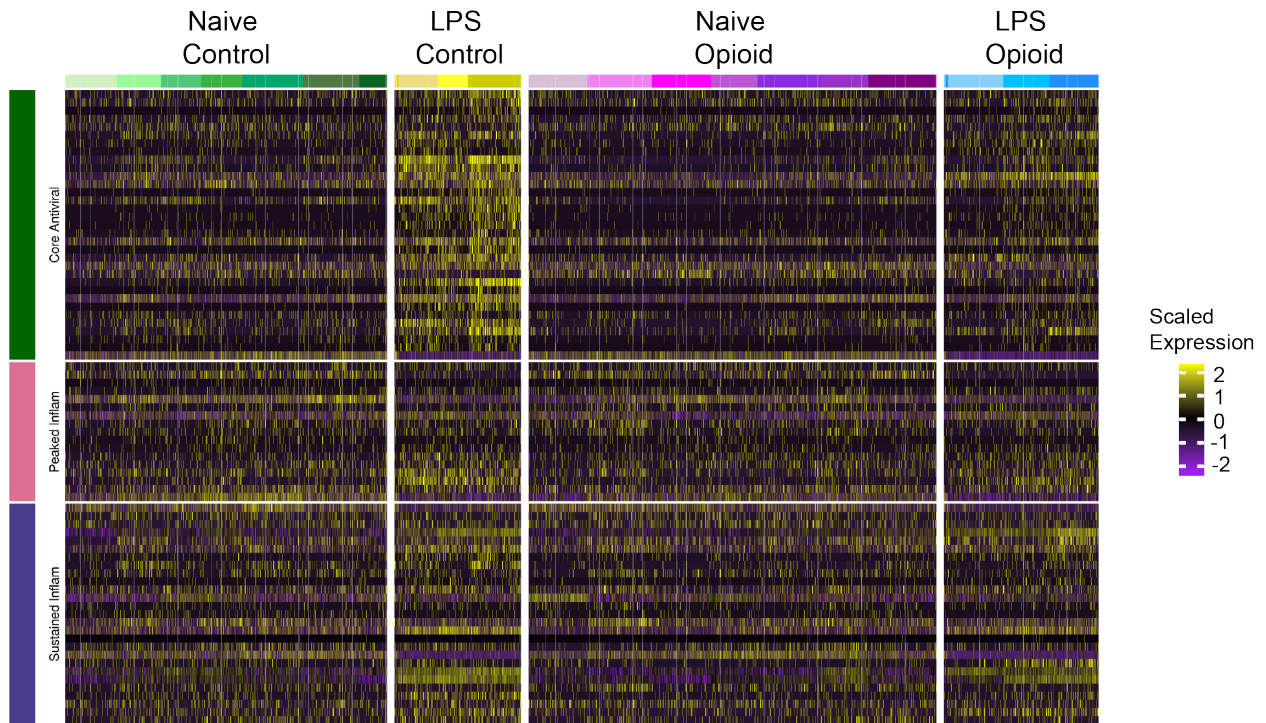 Naive
Control
LPS
Control
Naive
Opioid
LPS
Opioid
Core Antiviral
Peaked Inflam
Sustained Inflam
Scaled
Expression
2
1
0
-1
-2